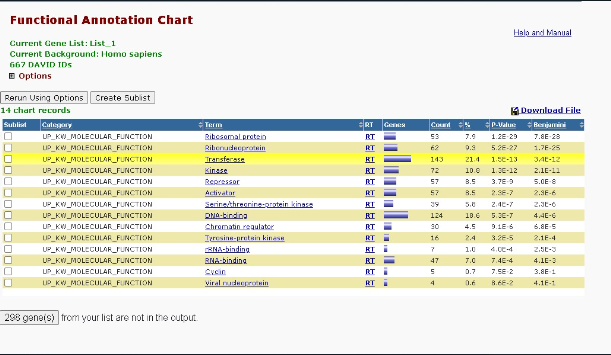 Functional Annotation Chart
Help and Manual
Current Gene List: List_1
Current Background: Homo sapiens
667 DAVID IDs
Options
Rerun Using Options Create Sublist
14 chart records Download File
Sublist Category Term RT Genes Count % P-Value Benjamini
UP_KW_MOLECULAR_FUNCTION Ribosomal protein RT 53 7.9 1.2E-29 7.8E-28
UP_KW_MOLECULAR_FUNCTION Ribonucleoprotein RT 62 9.3 5.2E-27 1.7E-25
UP_KW_MOLECULAR_FUNCTION Transferase RT 143 21.4 1.5E-13 3.4E-12
UP_KW_MOLECULAR_FUNCTION Kinase RT 72 10.8 1.3E-12 2.1E-11
UP_KW_MOLECULAR_FUNCTION Repressor RT 57 8.5 3.7E-9 5.0E-8
UP_KW_MOLECULAR_FUNCTION Activator RT 57 8.5 2.3E-7 2.3E-6
UP_KW_MOLECULAR_FUNCTION Serine/threonine-protein kinase RT 39 5.8 2.4E-7 2.3E-6
UP_KW_MOLECULAR_FUNCTION DNA-binding RT 124 18.6 5.3E-7 4.4E-6
UP_KW_MOLECULAR_FUNCTION Chromatin regulator RT 30 4.5 9.1E-6 6.8E-5
UP_KW_MOLECULAR_FUNCTION Tyrosine-protein kinase RT 16 2.4 3.2E-5 2.1E-4
UP_KW_MOLECULAR_FUNCTION rRNA-binding RT 7 1.0 4.0E-4 2.5E-3
UP_KW_MOLECULAR_FUNCTION RNA-binding RT 47 7.0 7.4E-4 4.1E-3
UP_KW_MOLECULAR_FUNCTION Cyclin RT 5 0.7 7.5E-2 3.8E-1
UP_KW_MOLECULAR_FUNCTION Viral nucleoprotein RT 4 0.6 8.6E-2 4.1E-1
298 gene(s) from your list are not in the output.